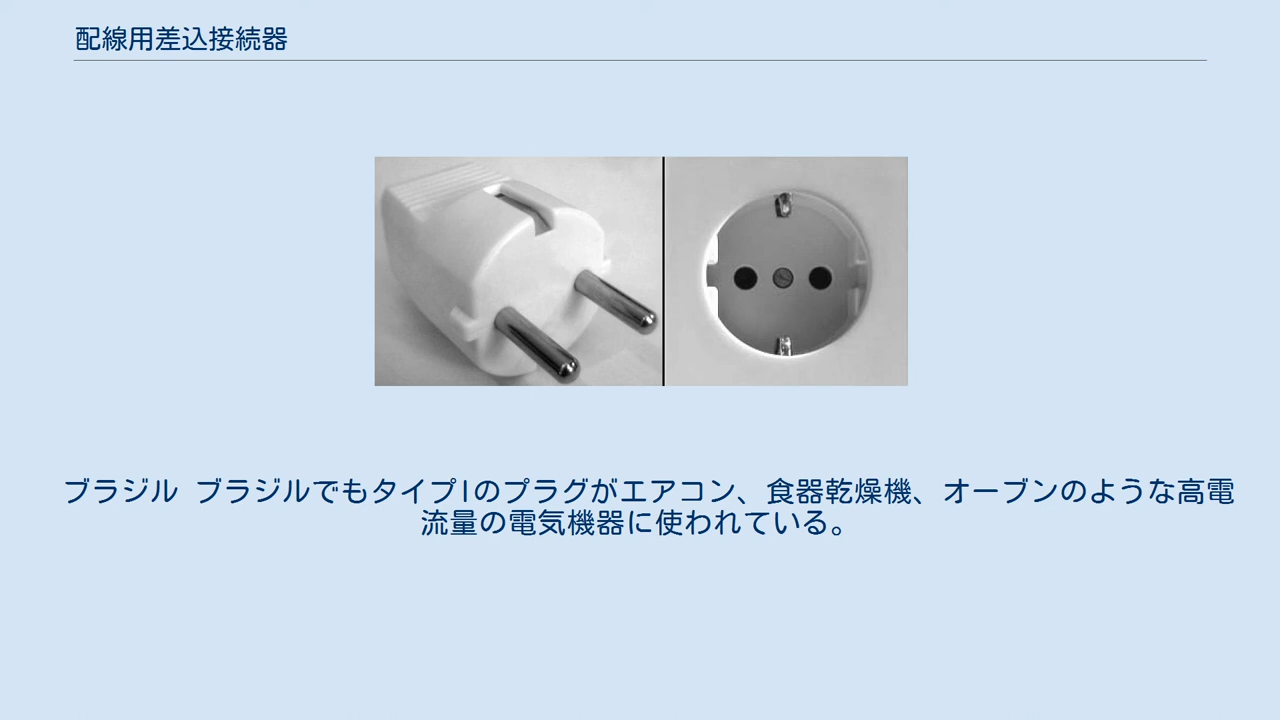 配線用差込接続器
ブラジル ブラジルでもタイプIのプラグがエアコン、食器乾燥機、オーブンのような高電
流量の電気機器に使われている。